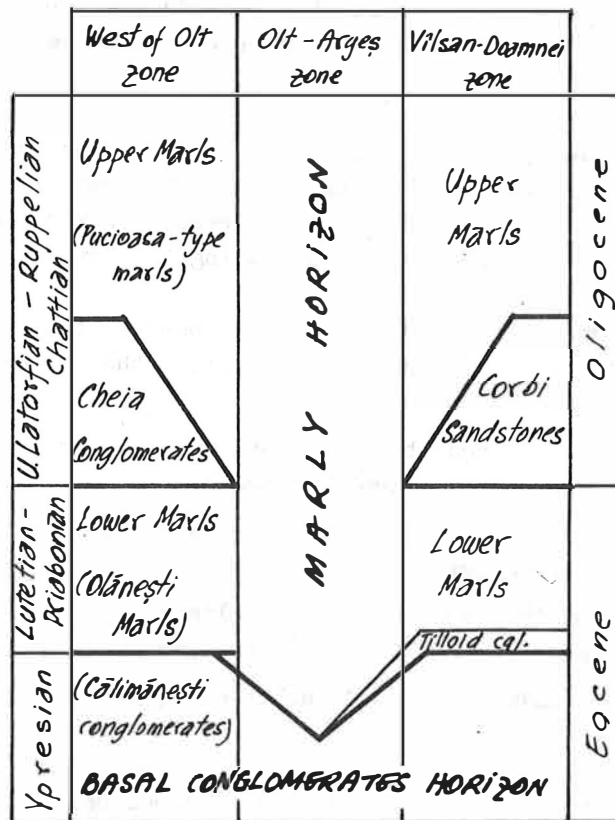 West of Olt
zone
Olt - Argeș
zone
Vîlsan-Doamnei
zone
U.Latorfian - Ruppelian
Chattian
Upper Marls
(Pucioasa-type
marls)
Cheia
Conglomerates
MARLY HORIZON
Upper
Marls
Corbi
Sandstones
Oligocene
Lutetian-
Priabonian
Lower Marls
(Olănești
Marls)
Lower
Marls
Tilloid cgl.
Ypresian
(Călimănești
conglomerates)
BASAL CONGLOMERATES HORIZON
Eocene